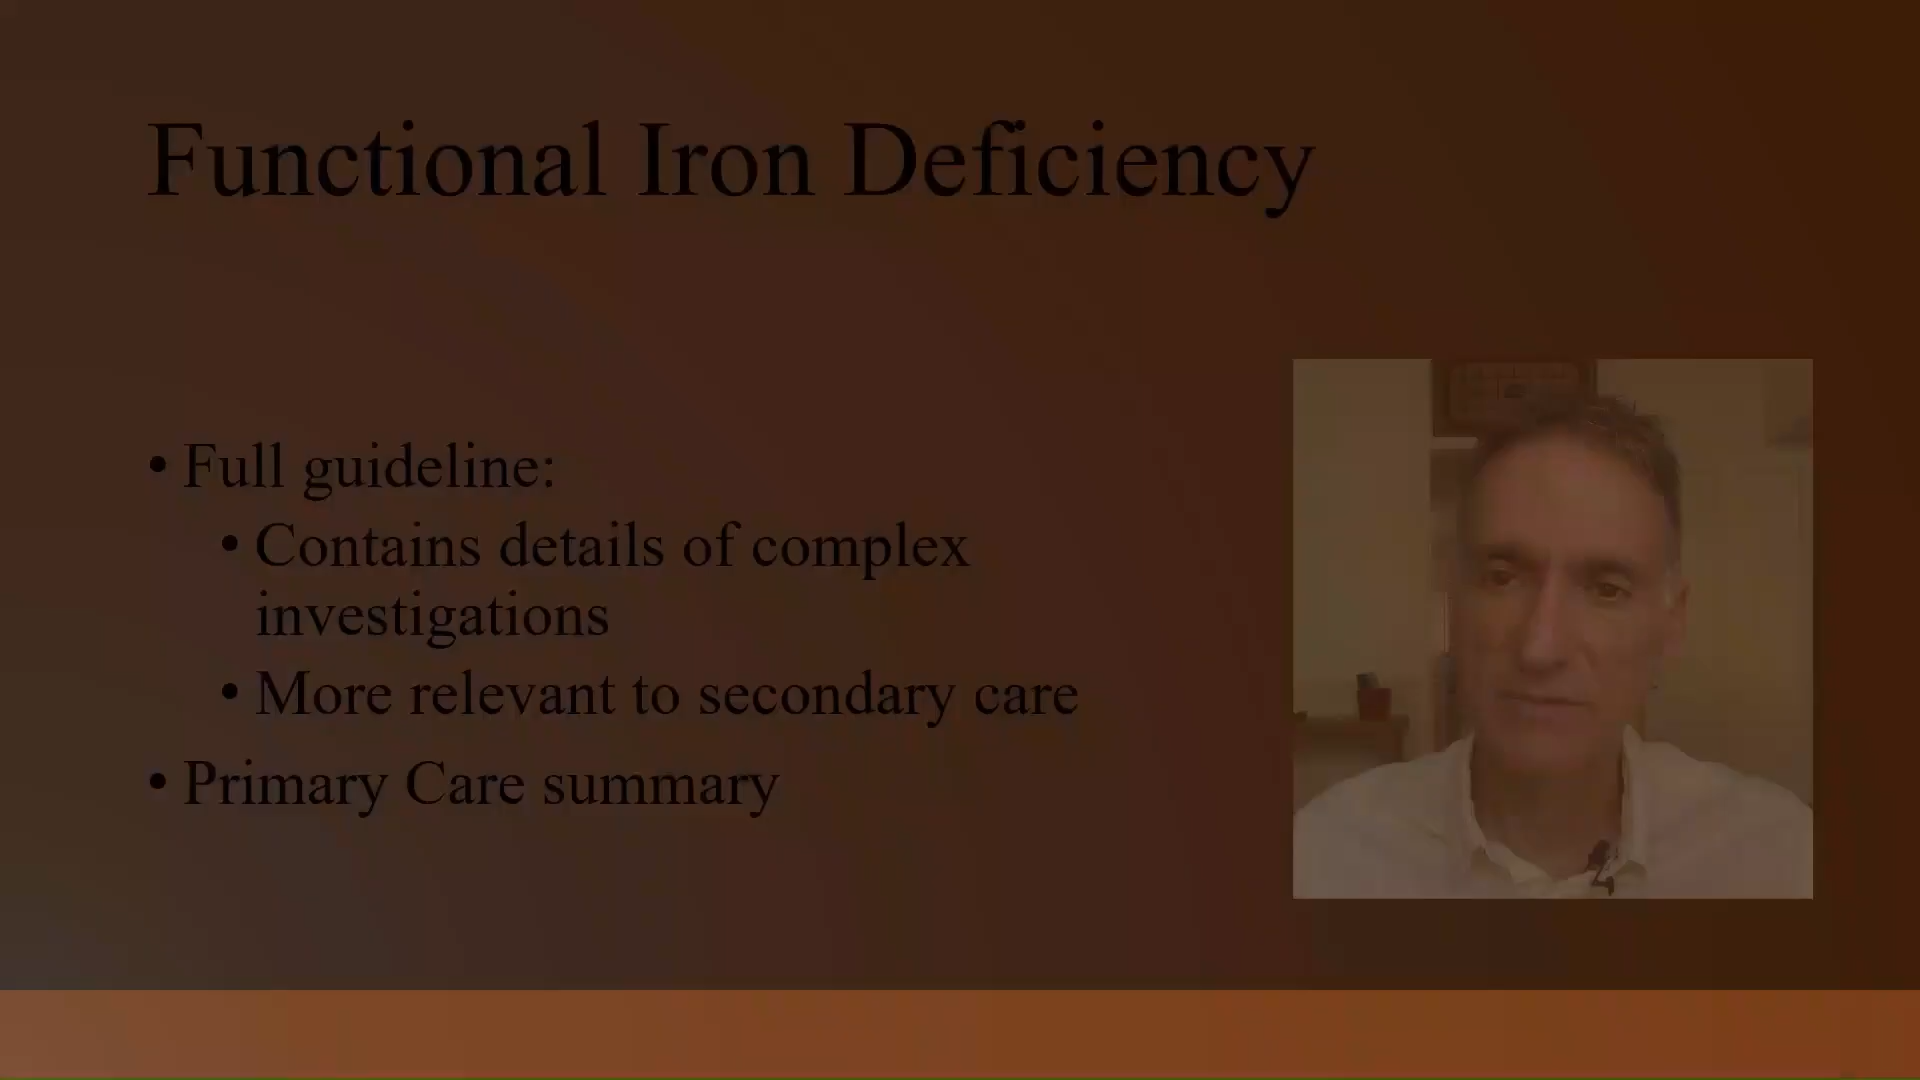 Functional Iron Deficiency
• Full guideline:
• Contains details of complex
investigations
• More relevant to secondary care
• Primary Care summary